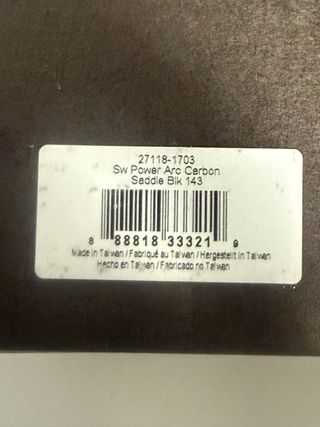 27118-1703
Sw Power Arc Carbon
Saddle Blk 143
8 88818 33321 9
Made in Taiwan / Fabriqué au Taiwan / Hergestellt in Taiwan
Hecho en Taiwan / Fabricado no Taiwan